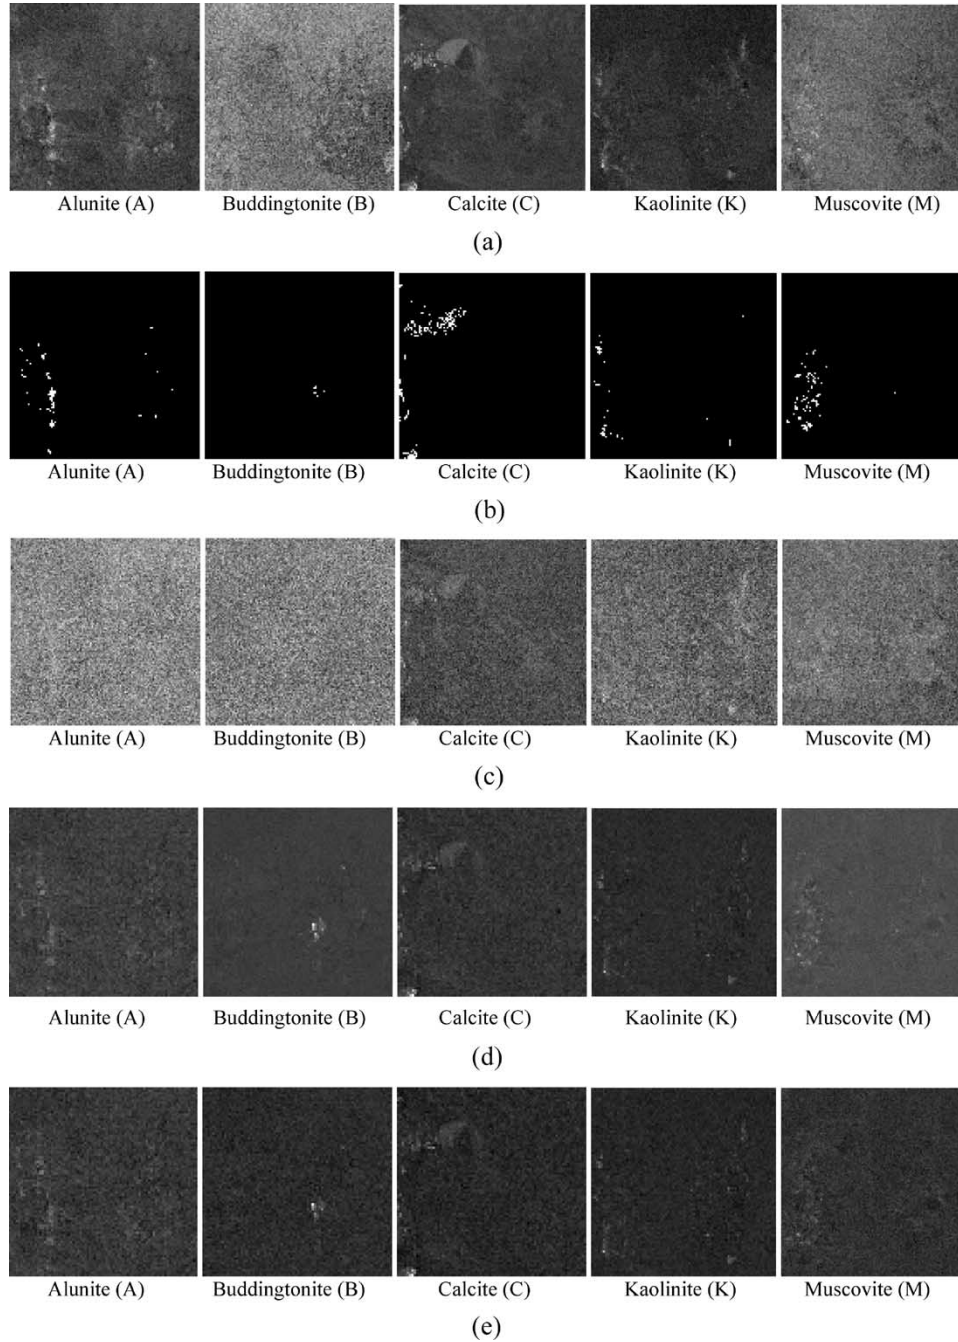 Alunite (A) Buddingtonite (B) Calcite (C) Kaolinite (K) Muscovite (M)
(a)
Alunite (A) Buddingtonite (B) Calcite (C) Kaolinite (K) Muscovite (M)
(b)
Alunite (A) Buddingtonite (B) Calcite (C) Kaolinite (K) Muscovite (M)
(c)
Alunite (A) Buddingtonite (B) Calcite (C) Kaolinite (K) Muscovite (M)
(d)
Alunite (A) Buddingtonite (B) Calcite (C) Kaolinite (K) Muscovite (M)
(e)